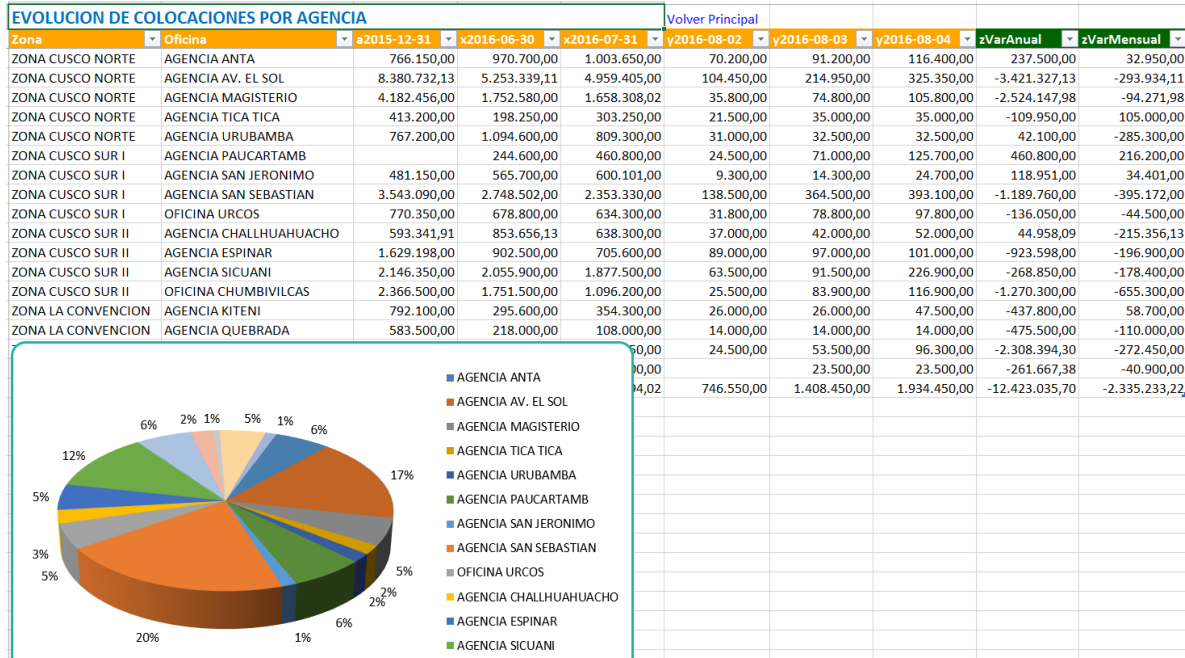 EVOLUCION DE COLOCACIONES POR AGENCIA Volver Principal
Zona Oficina a2015-12-31 x2016-06-30 x2016-07-31 y2016-08-02 y2016-08-03 y2016-08-04 zVarAnual zVarMensual
ZONA CUSCO NORTE AGENCIA ANTA 766.150,00 970.700,00 1.003.650,00 70.200,00 91.200,00 116.400,00 237.500,00 32.950,00
ZONA CUSCO NORTE AGENCIA AV. EL SOL 8.380.732,13 5.253.339,11 4.959.405,00 104.450,00 214.950,00 325.350,00 -3.421.327,13 -293.934,11
ZONA CUSCO NORTE AGENCIA MAGISTERIO 4.182.456,00 1.752.580,00 1.658.308,02 35.800,00 74.800,00 105.800,00 -2.524.147,98 -94.271,98
ZONA CUSCO NORTE AGENCIA TICA TICA 413.200,00 198.250,00 303.250,00 21.500,00 35.000,00 35.000,00 -109.950,00 105.000,00
ZONA CUSCO NORTE AGENCIA URUBAMBA 767.200,00 1.094.600,00 809.300,00 31.000,00 32.500,00 32.500,00 42.100,00 -285.300,00
ZONA CUSCO SUR I AGENCIA PAUCARTAMB 244.600,00 460.800,00 24.500,00 71.000,00 125.700,00 460.800,00 216.200,00
ZONA CUSCO SUR I AGENCIA SAN JERONIMO 481.150,00 565.700,00 600.101,00 9.300,00 14.300,00 24.700,00 118.951,00 34.401,00
ZONA CUSCO SUR I AGENCIA SAN SEBASTIAN 3.543.090,00 2.748.502,00 2.353.330,00 138.500,00 364.500,00 393.100,00 -1.189.760,00 -395.172,00
ZONA CUSCO SUR I OFICINA URCOS 770.350,00 678.800,00 634.300,00 31.800,00 78.800,00 97.800,00 -136.050,00 -44.500,00
ZONA CUSCO SUR II AGENCIA CHALLHUAHUACHO 593.341,91 853.656,13 638.300,00 37.000,00 42.000,00 52.000,00 44.958,09 -215.356,13
ZONA CUSCO SUR II AGENCIA ESPINAR 1.629.198,00 902.500,00 705.600,00 89.000,00 97.000,00 101.000,00 -923.598,00 -196.900,00
ZONA CUSCO SUR II AGENCIA SICUANI 2.146.350,00 2.055.900,00 1.877.500,00 63.500,00 91.500,00 226.900,00 -268.850,00 -178.400,00
ZONA CUSCO SUR II OFICINA CHUMBIVILCAS 2.366.500,00 1.751.500,00 1.096.200,00 25.500,00 83.900,00 116.900,00 -1.270.300,00 -655.300,00
ZONA LA CONVENCION AGENCIA KITENI 792.100,00 295.600,00 354.300,00 26.000,00 26.000,00 47.500,00 -437.800,00 58.700,00
ZONA LA CONVENCION AGENCIA QUEBRADA 583.500,00 218.000,00 108.000,00 14.000,00 14.000,00 14.000,00 -475.500,00 -110.000,00
50,00 24.500,00 53.500,00 96.300,00 -2.308.394,30 -272.450,00
00,00 23.500,00 23.500,00 -261.667,38 -40.900,00
94,02 746.550,00 1.408.450,00 1.934.450,00 -12.423.035,70 -2.335.233,22
AGENCIA ANTA
AGENCIA AV. EL SOL
AGENCIA MAGISTERIO
AGENCIA TICA TICA
AGENCIA URUBAMBA
AGENCIA PAUCARTAMB
AGENCIA SAN JERONIMO
AGENCIA SAN SEBASTIAN
OFICINA URCOS
AGENCIA CHALLHUAHUACHO
AGENCIA ESPINAR
AGENCIA SICUANI
6%
17%
5%
2%
2%
6%
1%
20%
5%
3%
5%
12%
6%
2%
1%
5%
1%